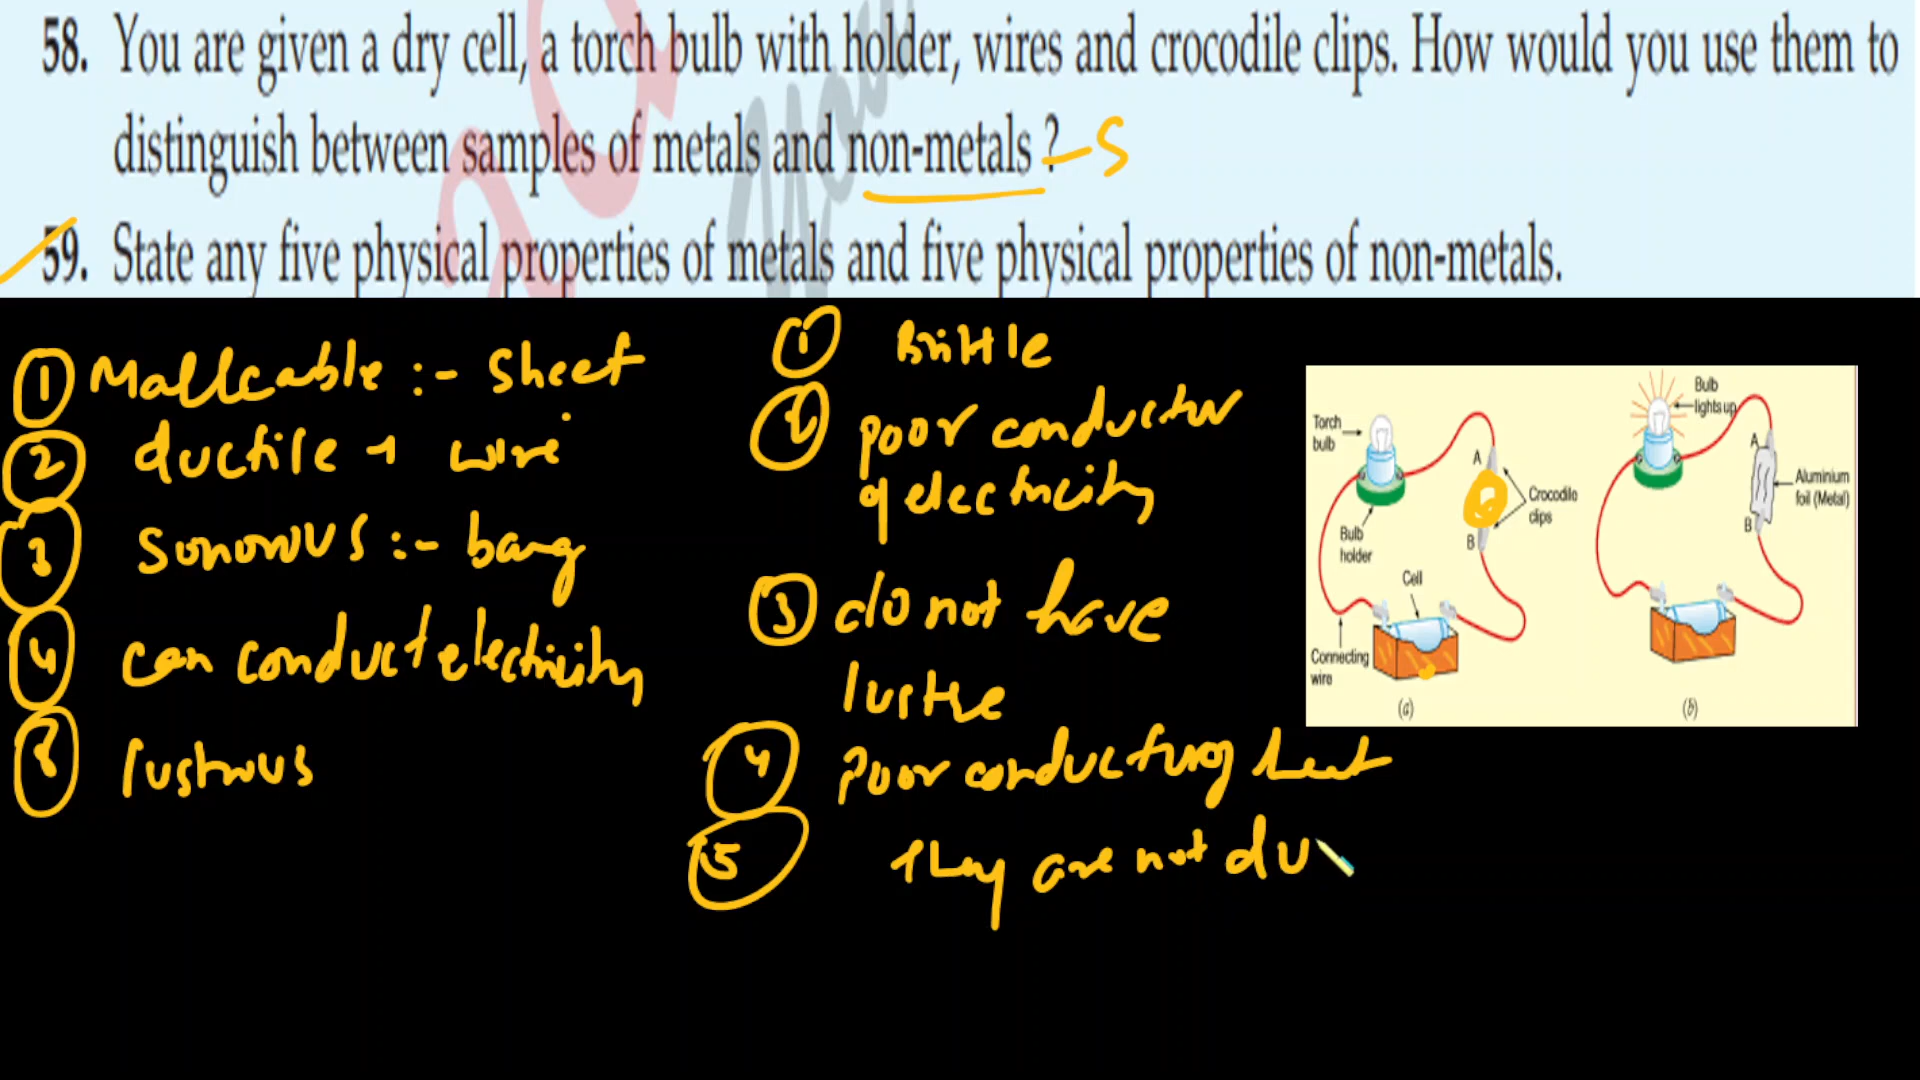 58. You are given a dry cell, a torch bulb with holder, wires and crocodile clips. How would you use them to
distinguish between samples of metals and non-metals ? - S
59. State any five physical properties of metals and five physical properties of non-metals.
1 Malleable :- sheet
2 ductile → wire
3 Sonorous :- bang
4 can conduct electricity
5 lustrous
1 Brittle
2 poor conductor
of electricity
3 do not have
lustre
4 poor conducting heat
5 they are not du
Torch
bulb
A
Crocodile
clips
Bulb
holder
B
Cell
Connecting
wire
(a)
Bulb
lights up
A
Aluminium
foil (Metal)
B
(b)